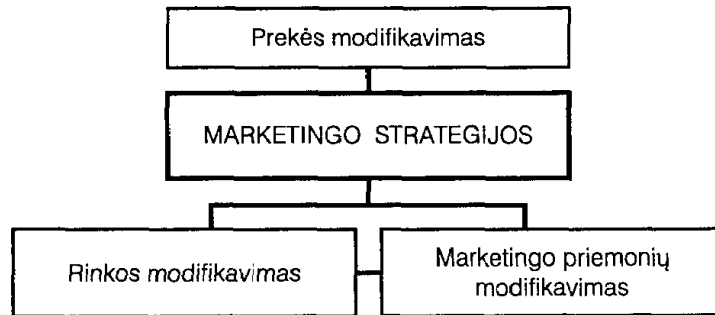 Prekės modifikavimas
MARKETINGO STRATEGIJOS
Rinkos modifikavimas
Marketingo priemonių
modifikavimas